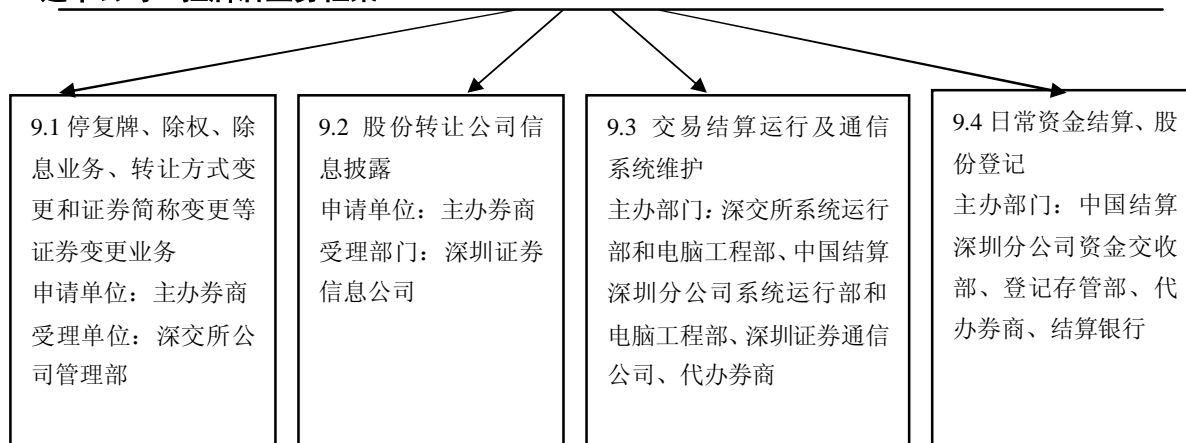 9.1 停复牌、除权、除
息业务、转让方式变
更和证券简称变更等
证券变更业务
申请单位：主办券商
受理单位：深交所公
司管理部
9.2 股份转让公司信
息披露
申请单位：主办券商
受理部门：深圳证券
信息公司
9.3 交易结算运行及通信
系统维护
主办部门：深交所系统运行
部和电脑工程部、中国结算
深圳分公司系统运行部和
电脑工程部、深圳证券通信
公司、代办券商
9.4 日常资金结算、股
份登记
主办部门：中国结算
深圳分公司资金交收
部、登记存管部、代
办券商、结算银行